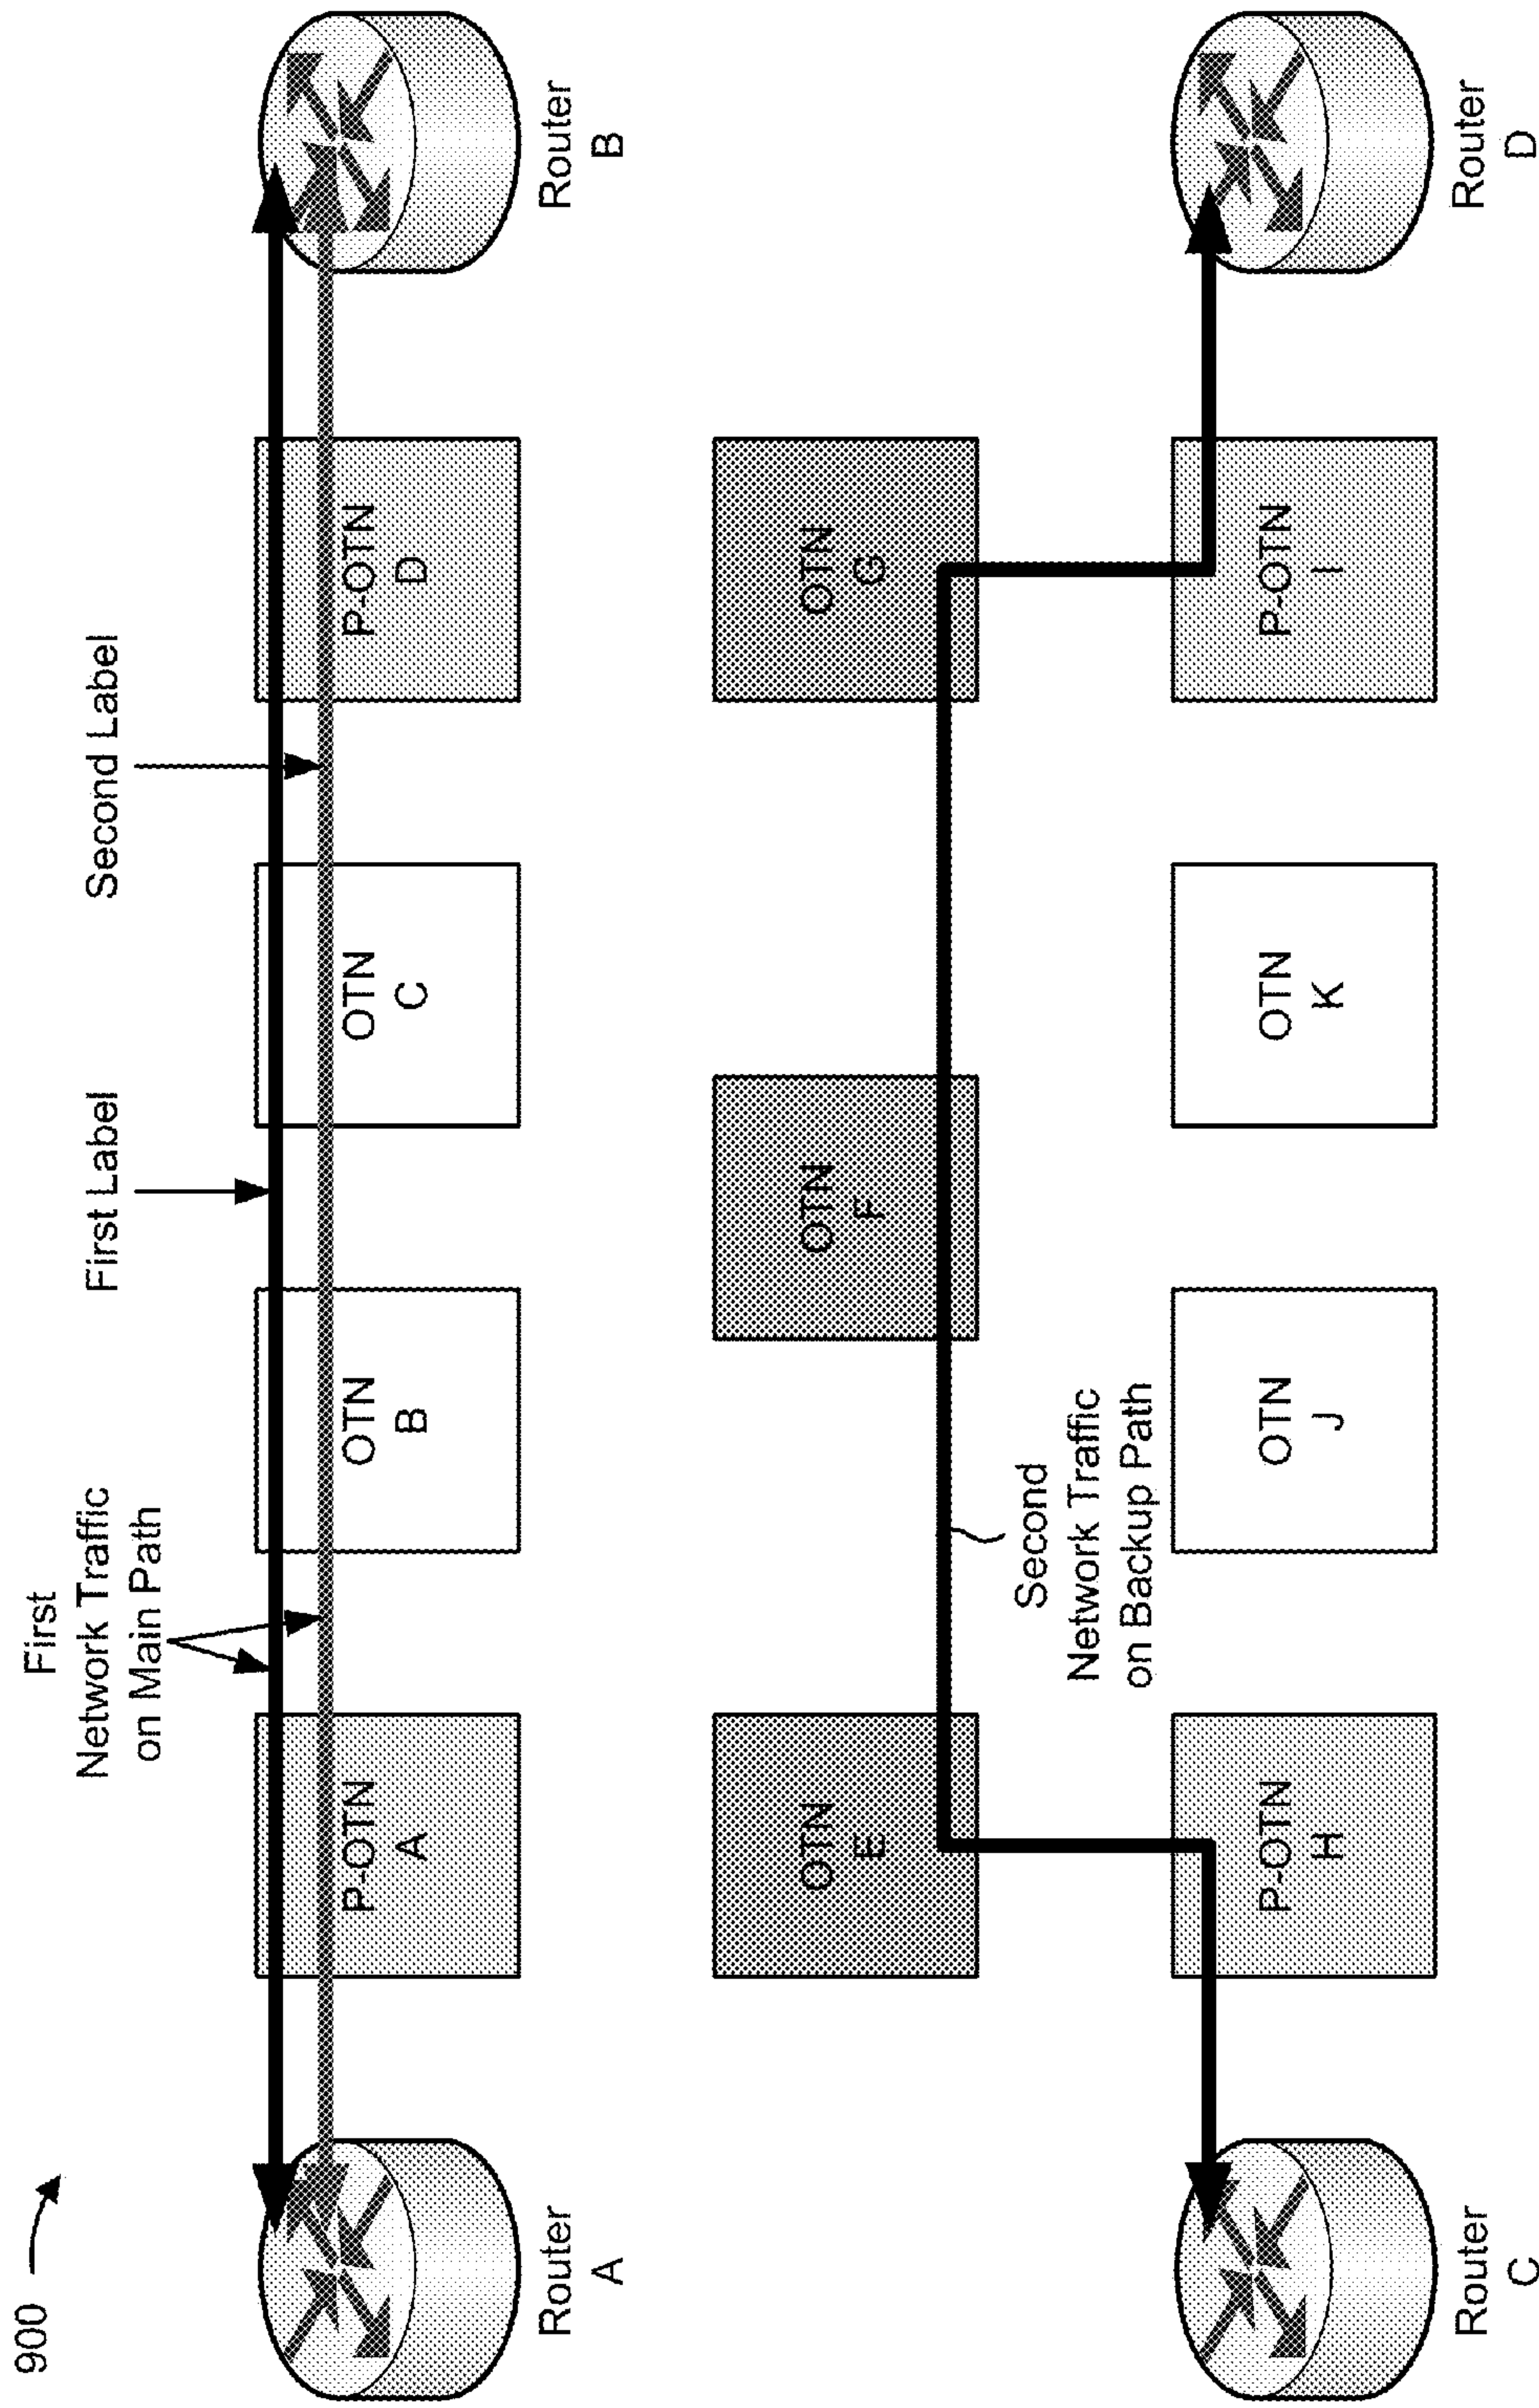 900
First
Network Traffic
on Main Path
First Label
Second Label
Router
A
P-OTN
A
OTN
B
OTN
C
P-OTN
D
Router
B
OTN
E
OTN
F
OTN
G
Second
Network Traffic
on Backup Path
Router
C
P-OTN
H
OTN
J
OTN
K
P-OTN
I
Router
D